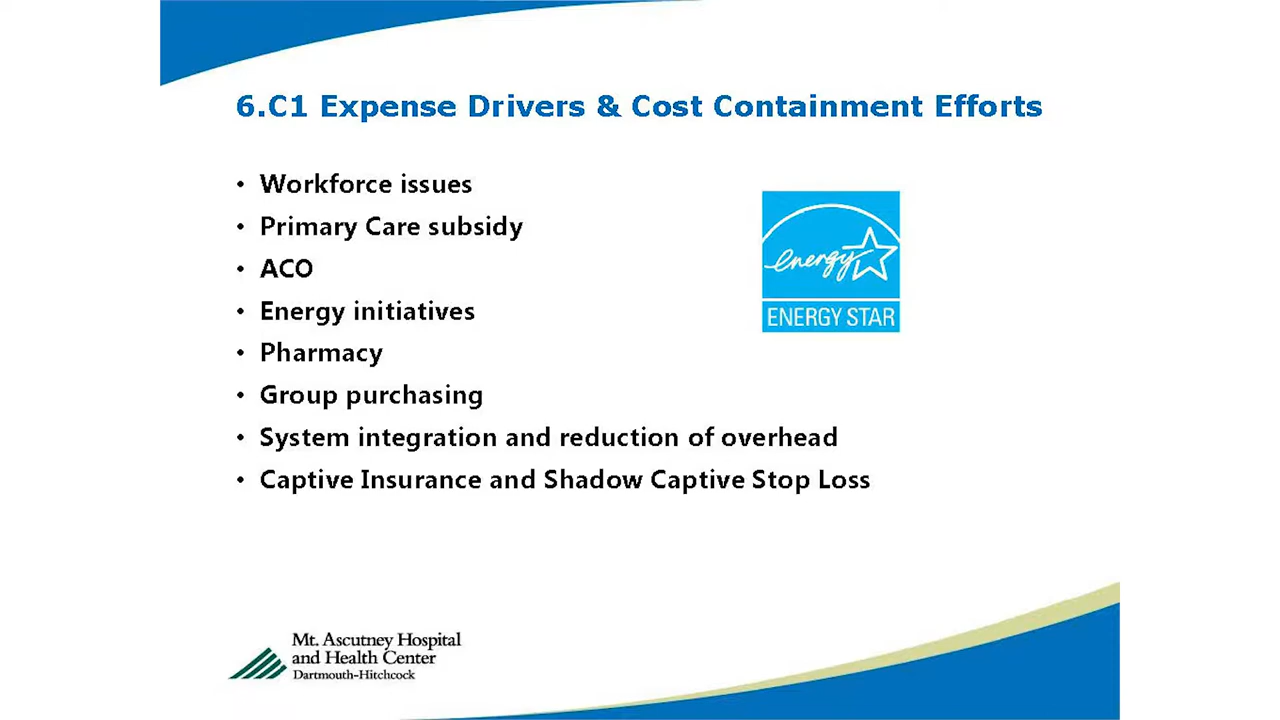 6.C1 Expense Drivers & Cost Containment Efforts
• Workforce issues
• Primary Care subsidy
• ACO
• Energy initiatives
• Pharmacy
• Group purchasing
• System integration and reduction of overhead
• Captive Insurance and Shadow Captive Stop Loss
energy
ENERGY STAR
Mt. Ascutney Hospital
and Health Center
Dartmouth-Hitchcock